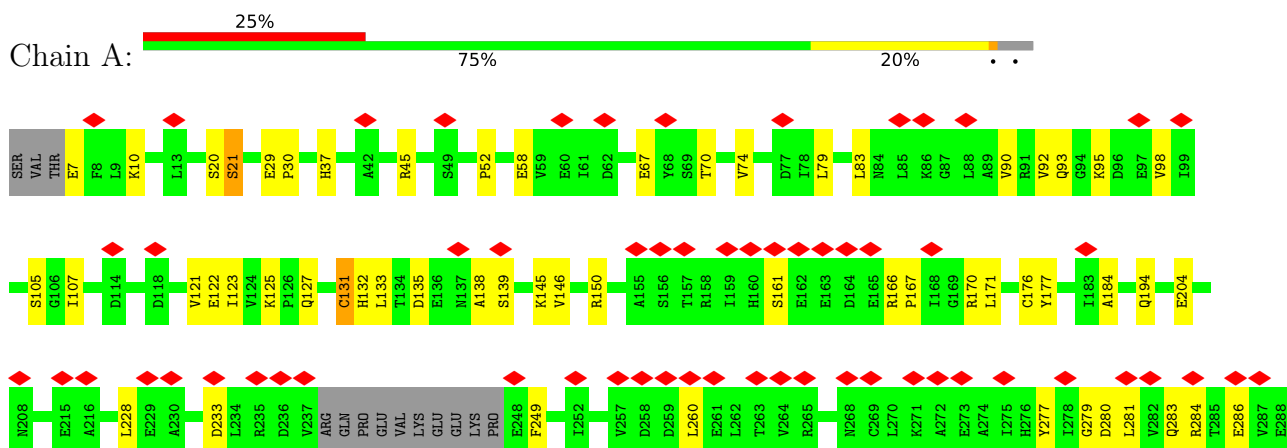 25%
Chain A:
75% 20% • •
SER VAL THR E7 F8 L9 K10 L13 S20 S21 E29 P30 H37 A42 R45 S49 P52 E58 V59 E60 I61 D62 E67 Y68 S69 T70 V74 D77 I78 L79 L83 N84 L85 K86 G87 L88 A89 V90 R91 V92 Q93 G94 K95 D96 E97 V98 I99
S105 G106 I107 D114 D118 V121 E122 I123 V124 K125 P126 Q127 C131 H132 L133 T134 D135 E136 N137 A138 S139 K145 V146 R150 A155 S156 T157 R158 I159 H160 S161 E162 E163 D164 E165 R166 P167 I168 G169 R170 L171 C176 Y177 I183 A184 Q194 E204
N208 E215 A216 L228 E229 A230 D233 L234 R235 D236 V237 ARG GLN PRO GLU VAL LYS GLU GLU LYS PRO E248 F249 I252 V257 D258 D259 L260 E261 L262 T263 V264 R265 N268 C269 L270 K271 A272 E273 A274 I275 H276 Y277 I278 G279 D280 L281 V282 Q283 R284 T285 E286 V287